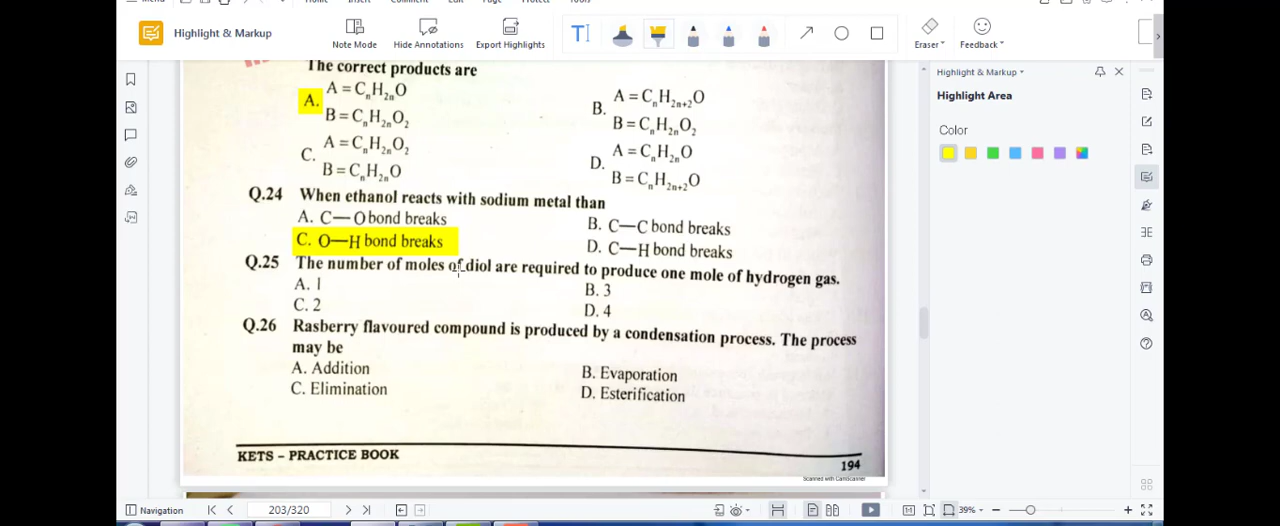 Highlight & Markup
Note Mode
Hide Annotations
Export Highlights
Eraser
Feedback
Highlight & Markup
Highlight Area
Color
The correct products are
A. A = CnH2nO
B = CnH2nO2
B. A = CnH2n+2O
B = CnH2nO2
C. A = CnH2nO2
B = CnH2nO
D. A = CnH2nO
B = CnH2n+2O
Q.24 When ethanol reacts with sodium metal than
A. C—O bond breaks
B. C—C bond breaks
C. O—H bond breaks
D. C—H bond breaks
Q.25 The number of moles of diol are required to produce one mole of hydrogen gas.
A. 1
B. 3
C. 2
D. 4
Q.26 Rasberry flavoured compound is produced by a condensation process. The process
may be
A. Addition
B. Evaporation
C. Elimination
D. Esterification
KETS – PRACTICE BOOK
194
Scanned with CamScanner
Navigation
203/320
39%